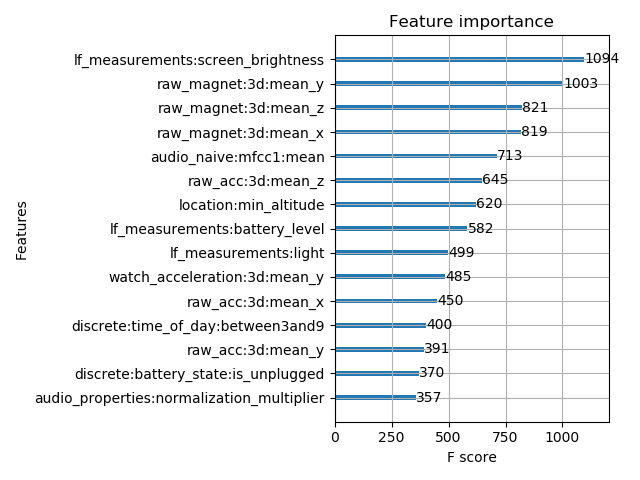 Feature importance
Features
lf_measurements:screen_brightness 1094
raw_magnet:3d:mean_y 1003
raw_magnet:3d:mean_z 821
raw_magnet:3d:mean_x 819
audio_naive:mfcc1:mean 713
raw_acc:3d:mean_z 645
location:min_altitude 620
lf_measurements:battery_level 582
lf_measurements:light 499
watch_acceleration:3d:mean_y 485
raw_acc:3d:mean_x 450
discrete:time_of_day:between3and9 400
raw_acc:3d:mean_y 391
discrete:battery_state:is_unplugged 370
audio_properties:normalization_multiplier 357
0 250 500 750 1000
F score